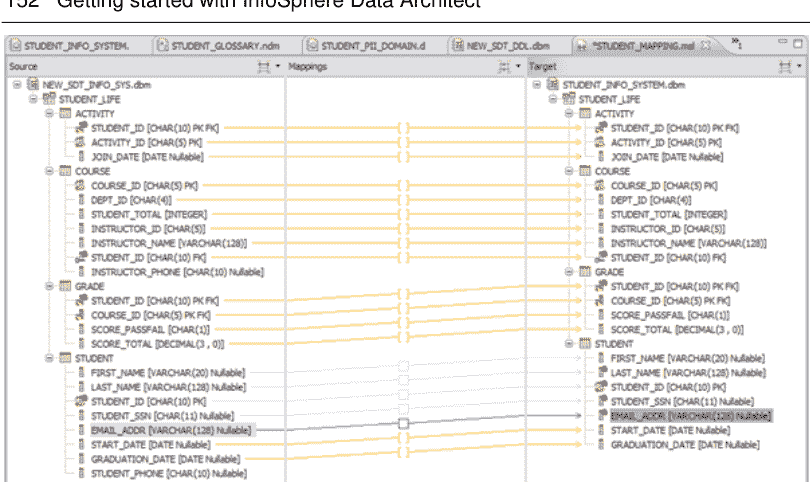 152 Getting started with InfoSphere Data Architect
STUDENT_INFO_SYSTEM. STUDENT_GLOSSARY.ndm STUDENT_PII_DOMAIN.d NEW_SDT_DDL.dbm *STUDENT_MAPPING.msl »1
Source Mappings Target
NEW_SDT_INFO_SYS.dbm STUDENT_INFO_SYSTEM.dbm
STUDENT_LIFE STUDENT_LIFE
ACTIVITY ACTIVITY
STUDENT_ID [CHAR(10) PK FK] STUDENT_ID [CHAR(10) PK FK]
ACTIVITY_ID [CHAR(5) PK] ACTIVITY_ID [CHAR(5) PK]
JOIN_DATE [DATE Nullable] JOIN_DATE [DATE Nullable]
COURSE COURSE
COURSE_ID [CHAR(5) PK] COURSE_ID [CHAR(5) PK]
DEPT_ID [CHAR(4)] DEPT_ID [CHAR(4)]
STUDENT_TOTAL [INTEGER] STUDENT_TOTAL [INTEGER]
INSTRUCTOR_ID [CHAR(5)] INSTRUCTOR_ID [CHAR(5)]
INSTRUCTOR_NAME [VARCHAR(128)] INSTRUCTOR_NAME [VARCHAR(128)]
STUDENT_ID [CHAR(10) FK] STUDENT_ID [CHAR(10) FK]
INSTRUCTOR_PHONE [CHAR(10) Nullable] GRADE
GRADE STUDENT_ID [CHAR(10) PK FK]
STUDENT_ID [CHAR(10) PK FK] COURSE_ID [CHAR(5) PK FK]
COURSE_ID [CHAR(5) PK FK] SCORE_PASSFAIL [CHAR(1)]
SCORE_PASSFAIL [CHAR(1)] SCORE_TOTAL [DECIMAL(3 , 0)]
SCORE_TOTAL [DECIMAL(3 , 0)] STUDENT
STUDENT FIRST_NAME [VARCHAR(20) Nullable]
FIRST_NAME [VARCHAR(20) Nullable] LAST_NAME [VARCHAR(128) Nullable]
LAST_NAME [VARCHAR(128) Nullable] STUDENT_ID [CHAR(10) PK]
STUDENT_ID [CHAR(10) PK] STUDENT_SSN [CHAR(11) Nullable]
STUDENT_SSN [CHAR(11) Nullable] EMAIL_ADDR [VARCHAR(128) Nullable]
EMAIL_ADDR [VARCHAR(128) Nullable] START_DATE [DATE Nullable]
START_DATE [DATE Nullable] GRADUATION_DATE [DATE Nullable]
GRADUATION_DATE [DATE Nullable]
STUDENT_PHONE [CHAR(10) Nullable]